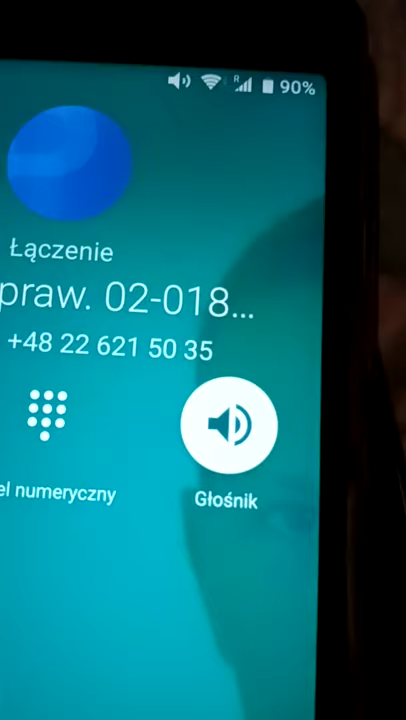 R 90%
Łączenie
praw. 02-018...
+48 22 621 50 35
el numeryczny
Głośnik